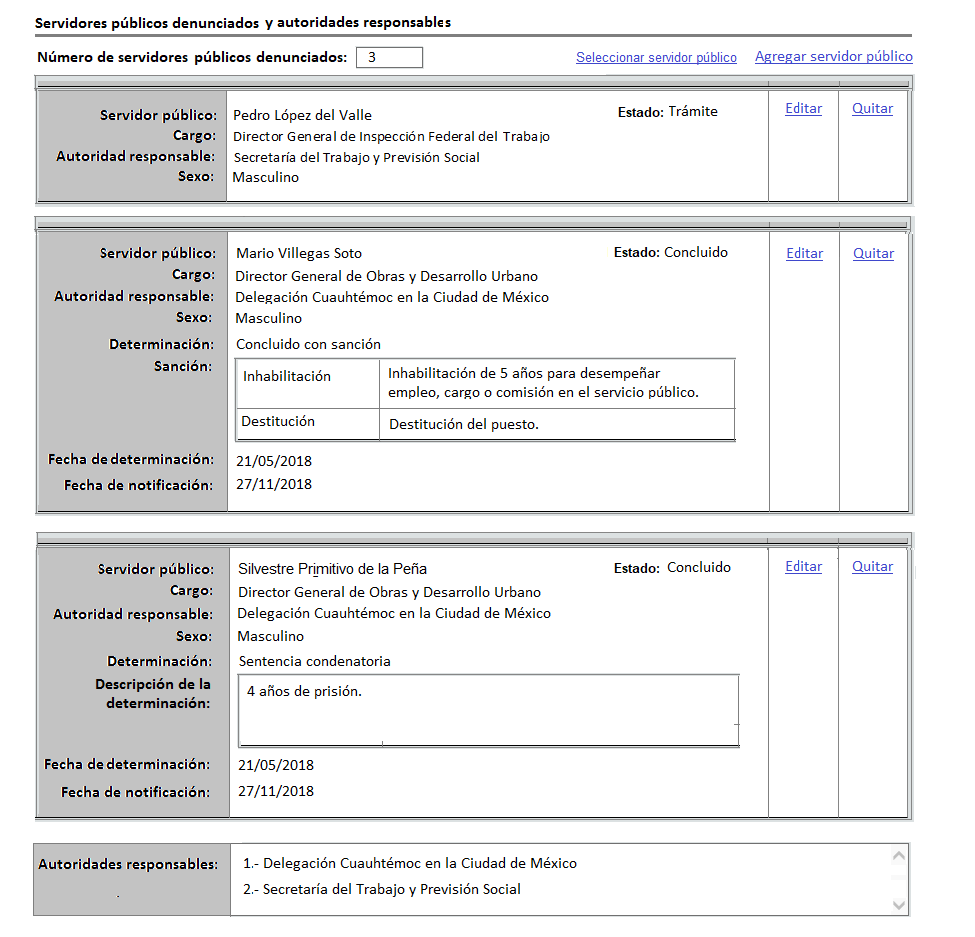 Servidores públicos denunciados y autoridades responsables
Número de servidores públicos denunciados: 3 Seleccionar servidor público Agregar servidor público
Servidor público: Pedro López del Valle Estado: Trámite Editar Quitar
Cargo: Director General de Inspección Federal del Trabajo
Autoridad responsable: Secretaría del Trabajo y Previsión Social
Sexo: Masculino
Servidor público: Mario Villegas Soto Estado: Concluido Editar Quitar
Cargo: Director General de Obras y Desarrollo Urbano
Autoridad responsable: Delegación Cuauhtémoc en la Ciudad de México
Sexo: Masculino
Determinación: Concluido con sanción
Sanción:
Inhabilitación Inhabilitación de 5 años para desempeñar
empleo, cargo o comisión en el servicio público.
Destitución Destitución del puesto.
Fecha de determinación: 21/05/2018
Fecha de notificación: 27/11/2018
Servidor público: Silvestre Primitivo de la Peña Estado: Concluido Editar Quitar
Cargo: Director General de Obras y Desarrollo Urbano
Autoridad responsable: Delegación Cuauhtémoc en la Ciudad de México
Sexo: Masculino
Determinación: Sentencia condenatoria
Descripción de la
determinación: 4 años de prisión.
Fecha de determinación: 21/05/2018
Fecha de notificación: 27/11/2018
Autoridades responsables: 1.- Delegación Cuauhtémoc en la Ciudad de México
2.- Secretaría del Trabajo y Previsión Social